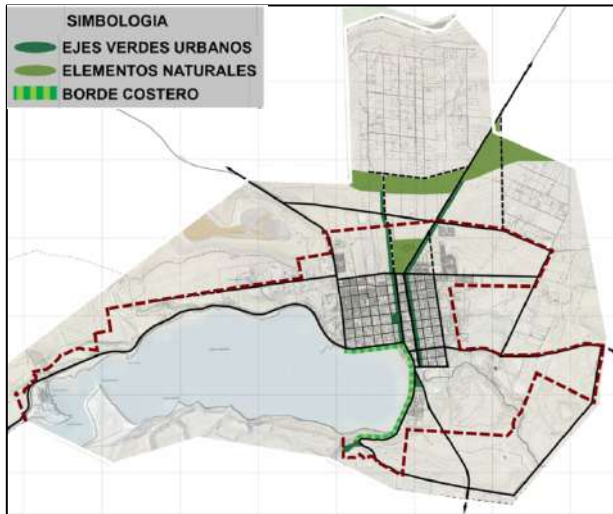 SIMBOLOGIA
EJES VERDES URBANOS
ELEMENTOS NATURALES
BORDE COSTERO